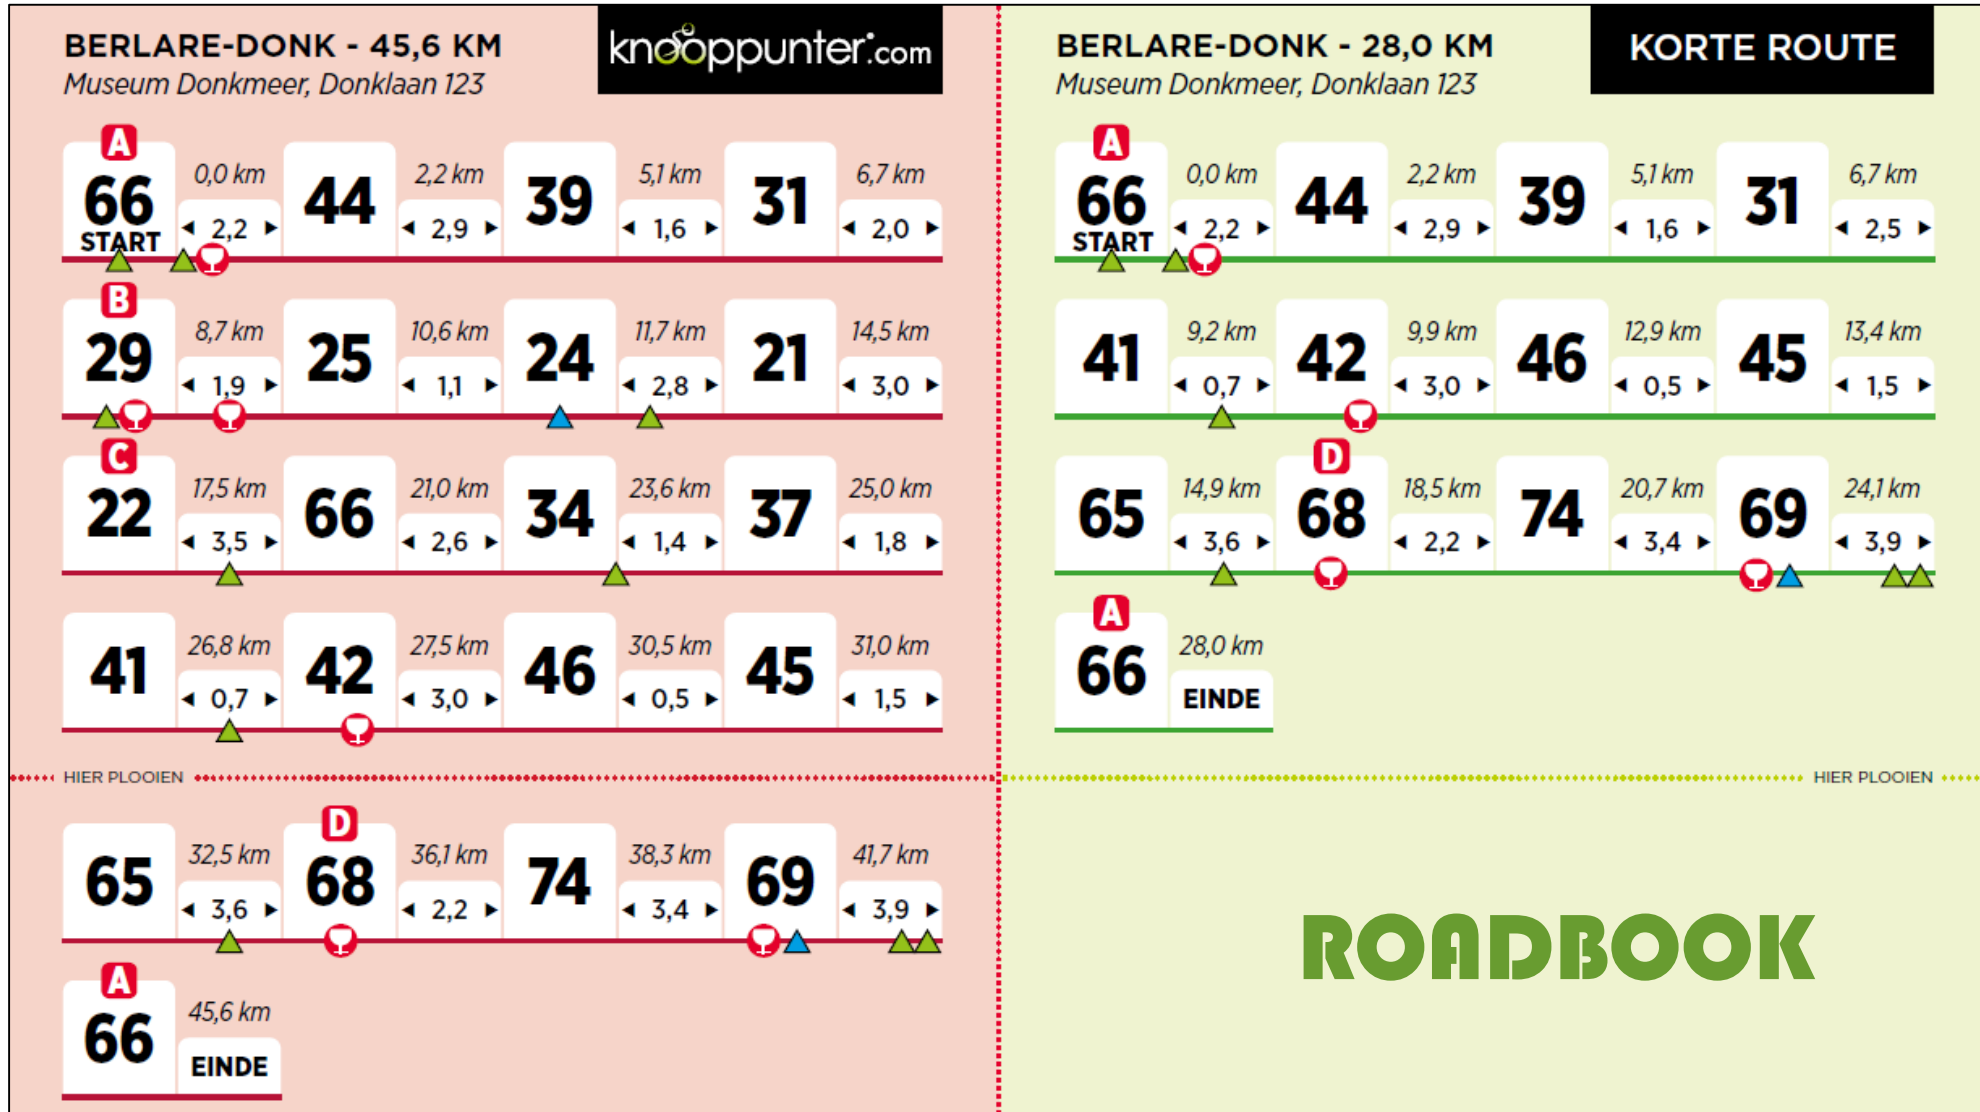 BERLARE-DONK - 45,6 KM
knooppunter.com
Museum Donkmeer, Donklaan 123
A
66 START 0,0 km 44 2,2 km 39 5,1 km 31 6,7 km
◄ 2,2 ► ◄ 2,9 ► ◄ 1,6 ► ◄ 2,0 ►
B
29 8,7 km 25 10,6 km 24 11,7 km 21 14,5 km
◄ 1,9 ► ◄ 1,1 ► ◄ 2,8 ► ◄ 3,0 ►
C
22 17,5 km 66 21,0 km 34 23,6 km 37 25,0 km
◄ 3,5 ► ◄ 2,6 ► ◄ 1,4 ► ◄ 1,8 ►
41 26,8 km 42 27,5 km 46 30,5 km 45 31,0 km
◄ 0,7 ► ◄ 3,0 ► ◄ 0,5 ► ◄ 1,5 ►
HIER PLOOIEN
D
65 32,5 km 68 36,1 km 74 38,3 km 69 41,7 km
◄ 3,6 ► ◄ 2,2 ► ◄ 3,4 ► ◄ 3,9 ►
A
66 45,6 km
EINDE
BERLARE-DONK - 28,0 KM
KORTE ROUTE
Museum Donkmeer, Donklaan 123
A
66 START 0,0 km 44 2,2 km 39 5,1 km 31 6,7 km
◄ 2,2 ► ◄ 2,9 ► ◄ 1,6 ► ◄ 2,5 ►
41 9,2 km 42 9,9 km 46 12,9 km 45 13,4 km
◄ 0,7 ► ◄ 3,0 ► ◄ 0,5 ► ◄ 1,5 ►
D
65 14,9 km 68 18,5 km 74 20,7 km 69 24,1 km
◄ 3,6 ► ◄ 2,2 ► ◄ 3,4 ► ◄ 3,9 ►
A
66 28,0 km
EINDE
HIER PLOOIEN
ROADBOOK